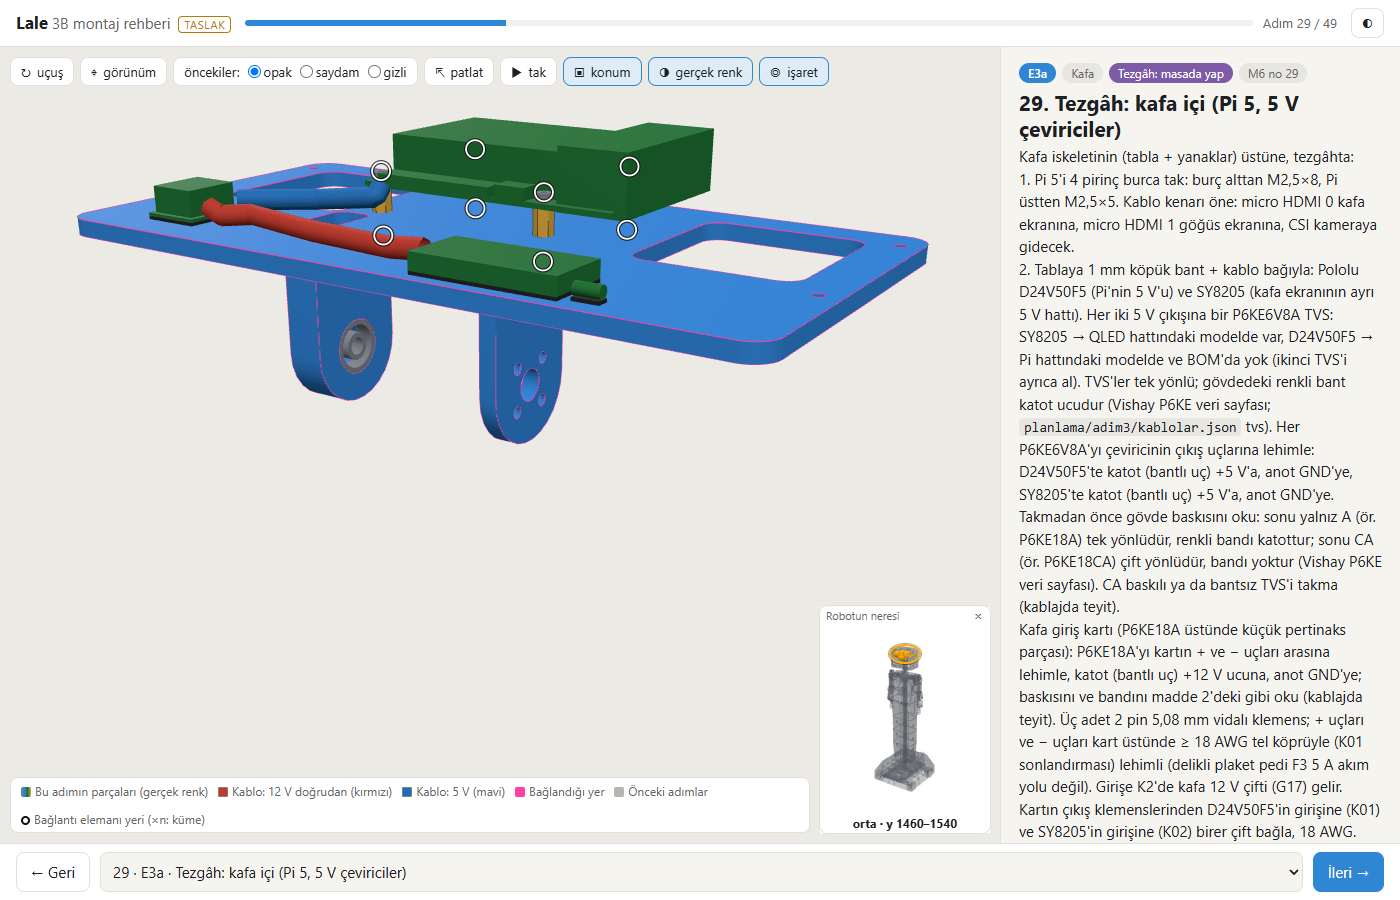 Lale 3B montaj rehberi TASLAK
Adım 29 / 49
↻ uçuş
⌖ görünüm
öncekiler: opak saydam gizli
⇱ patlat
▶ tak
▣ konum
◑ gerçek renk
◎ işaret
E3a
Kafa
Tezgâh: masada yap
M6 no 29
29. Tezgâh: kafa içi (Pi 5, 5 V
çeviriciler)
Kafa iskeletinin (tabla + yanaklar) üstüne, tezgâhta:
1. Pi 5'i 4 pirinç burca tak: burç alttan M2,5×8, Pi
üstten M2,5×5. Kablo kenarı öne: micro HDMI 0 kafa
ekranına, micro HDMI 1 göğüs ekranına, CSI kameraya
gidecek.
2. Tablaya 1 mm köpük bant + kablo bağıyla: Pololu
D24V50F5 (Pi'nin 5 V'u) ve SY8205 (kafa ekranının ayrı
5 V hattı). Her iki 5 V çıkışına bir P6KE6V8A TVS:
SY8205 → QLED hattındaki modelde var, D24V50F5 →
Pi hattındaki modelde ve BOM'da yok (ikinci TVS'i
ayrıca al). TVS'ler tek yönlü; gövdedeki renkli bant
katot ucudur (Vishay P6KE veri sayfası;
planlama/adim3/kablolar.json tvs). Her
P6KE6V8A'yı çeviricinin çıkış uçlarına lehimle:
D24V50F5'te katot (bantlı uç) +5 V'a, anot GND'ye,
SY8205'te katot (bantlı uç) +5 V'a, anot GND'ye.
Takmadan önce gövde baskısını oku: sonu yalnız A (ör.
P6KE18A) tek yönlüdür, renkli bandı katottur; sonu CA
(ör. P6KE18CA) çift yönlüdür, bandı yoktur (Vishay P6KE
veri sayfası). CA baskılı ya da bantsız TVS'i takma
(kablajda teyit).
Kafa giriş kartı (P6KE18A üstünde küçük pertinaks
parçası): P6KE18A'yı kartın + ve − uçları arasına
lehimle, katot (bantlı uç) +12 V ucuna, anot GND'ye;
baskısını ve bandını madde 2'deki gibi oku (kablajda
teyit). Üç adet 2 pin 5,08 mm vidalı klemens; + uçları
ve − uçları kart üstünde ≥ 18 AWG tel köprüyle (K01
sonlandırması) lehimli (delikli plaket pedi F3 5 A akım
yolu değil). Girişe K2'de kafa 12 V çifti (G17) gelir.
Kartın çıkış klemenslerinden D24V50F5'in girişine (K01)
ve SY8205'in girişine (K02) birer çift bağla, 18 AWG.
Robotun neresi ×
orta · y 1460–1540
Bu adımın parçaları (gerçek renk) Kablo: 12 V doğrudan (kırmızı) Kablo: 5 V (mavi) Bağlandığı yer Önceki adımlar
Bağlantı elemanı yeri (×n: küme)
← Geri
29 · E3a · Tezgâh: kafa içi (Pi 5, 5 V çeviriciler)
İleri →